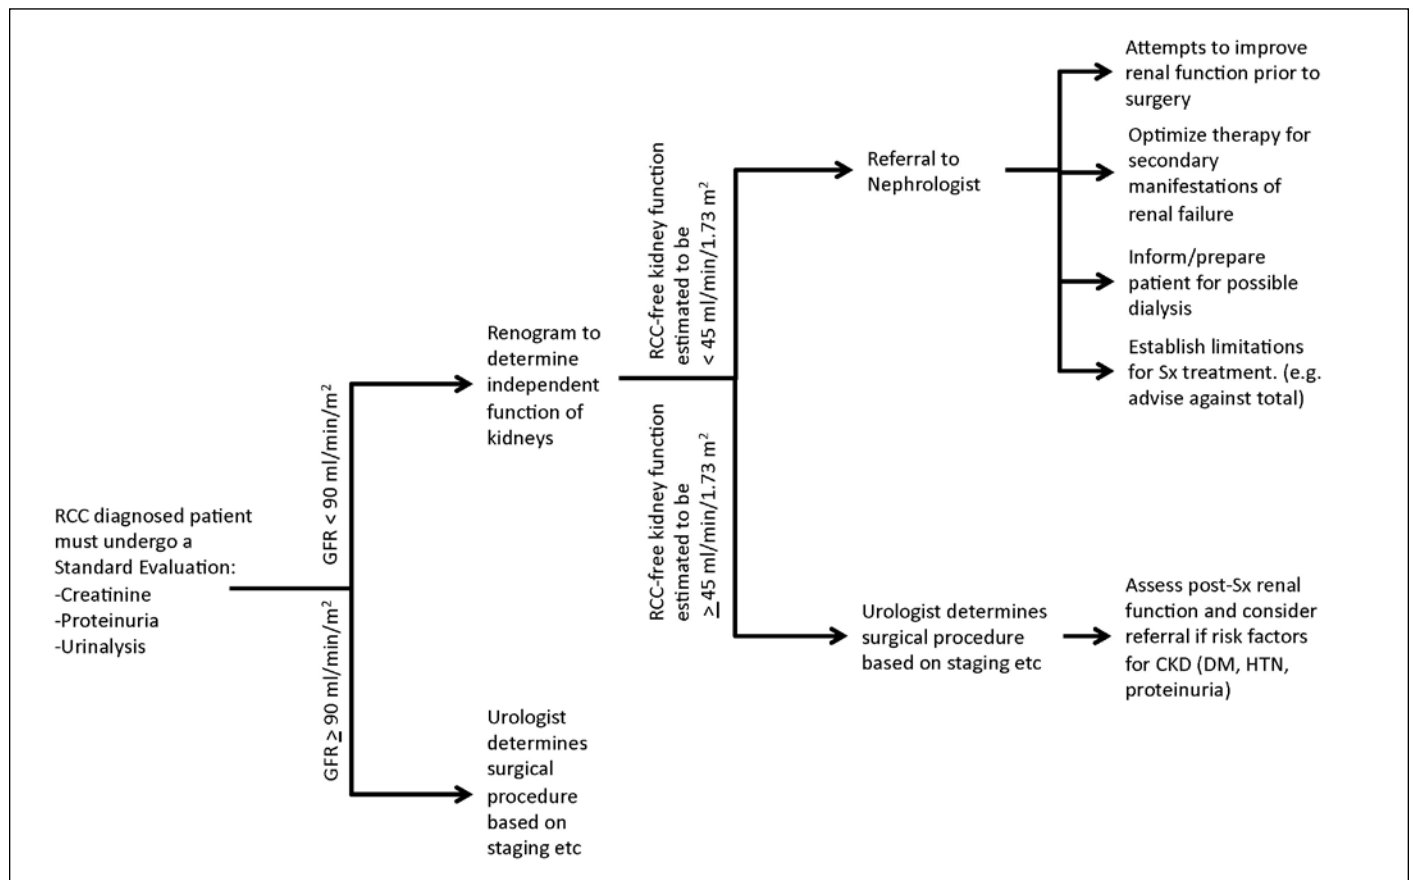 RCC diagnosed patient
must undergo a
Standard Evaluation:
-Creatinine
-Proteinuria
-Urinalysis
GFR < 90 ml/min/m²
GFR ≥ 90 ml/min/m²
Renogram to
determine
independent
function of
kidneys
Urologist
determines
surgical
procedure
based on
staging etc
RCC-free kidney function
estimated to be
< 45 ml/min/1.73 m²
RCC-free kidney function
estimated to be
≥ 45 ml/min/1.73 m²
Referral to
Nephrologist
Attempts to improve
renal function prior to
surgery
Optimize therapy for
secondary
manifestations of
renal failure
Inform/prepare
patient for possible
dialysis
Establish limitations
for Sx treatment. (e.g.
advise against total)
Urologist determines
surgical procedure
based on staging etc
Assess post-Sx renal
function and consider
referral if risk factors
for CKD (DM, HTN,
proteinuria)